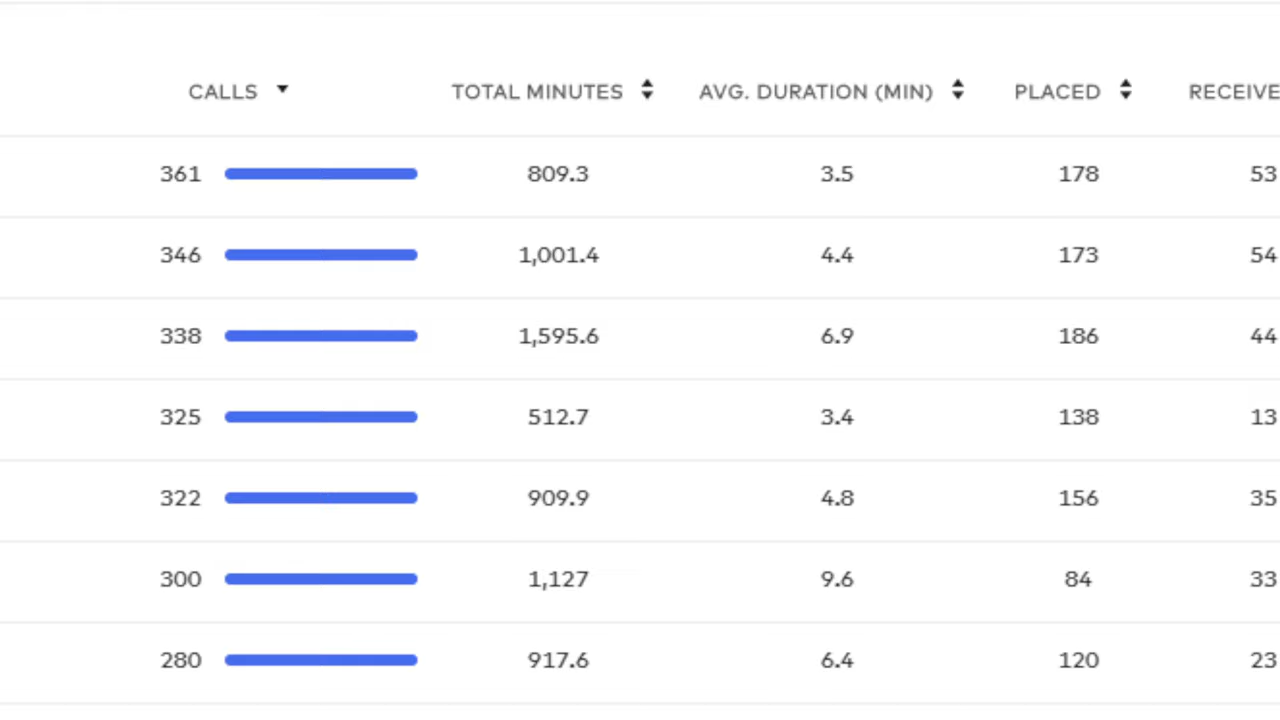 CALLS TOTAL MINUTES AVG. DURATION (MIN) PLACED RECEIVE
361 809.3 3.5 178 53
346 1,001.4 4.4 173 54
338 1,595.6 6.9 186 44
325 512.7 3.4 138 13
322 909.9 4.8 156 35
300 1,127 9.6 84 33
280 917.6 6.4 120 23